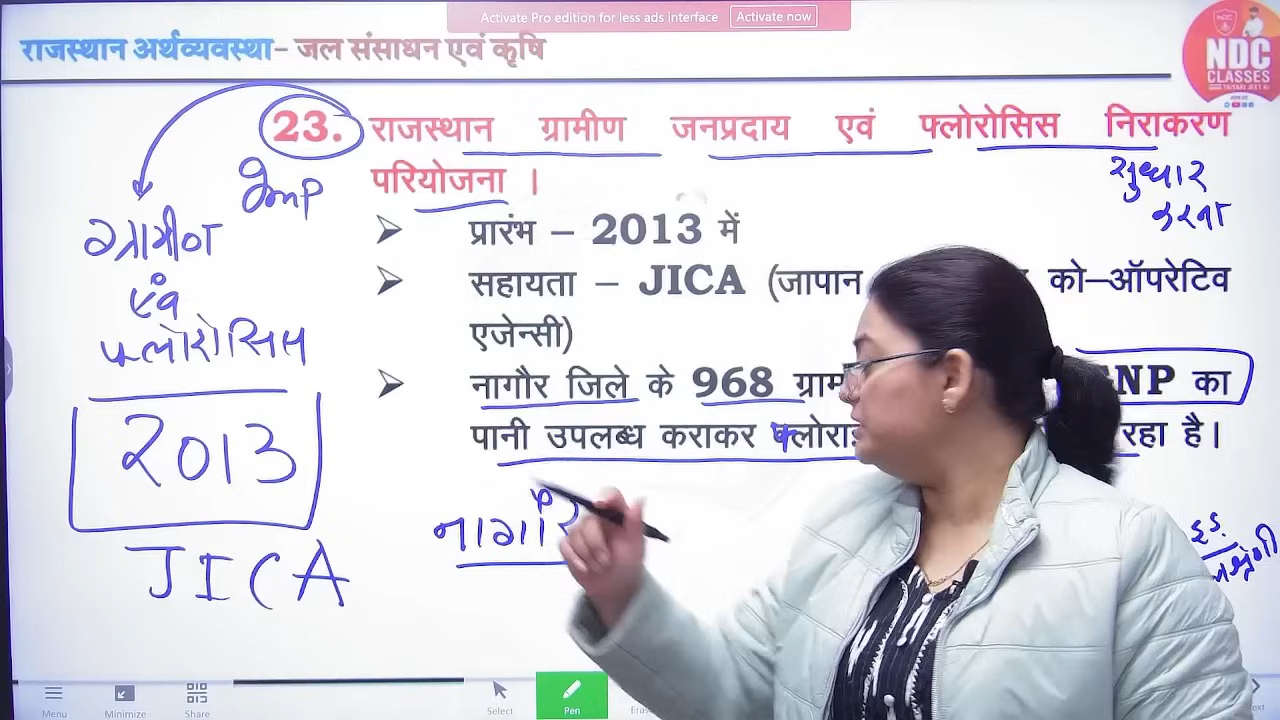 Activate Pro edition for less ads interface Activate now
राजस्थान अर्थव्यवस्था– जल संसाधन एवं कृषि
NDC
CLASSES
23. राजस्थान ग्रामीण जनप्रदाय एवं फ्लोरोसिस निराकरण
परियोजना ।
Imp
सुधार
करना
ग्रामीण
एवं
फ्लोरोसिस
2013
JICA
प्रारंभ – 2013 में
सहायता – JICA (जापान को–ऑपरेटिव
एजेन्सी)
नागौर जिले के 968 का
पानी उपलब्ध कराकर रहा है।
नागौर
Menu Minimize Share Select Pen